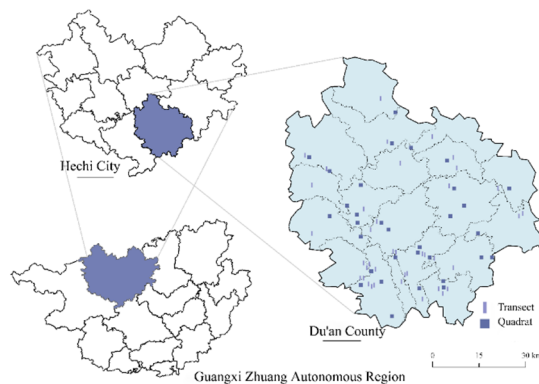 Hechi City
Transect
Quadrat
Du'an County
0 15 30 km
Guangxi Zhuang Autonomous Region